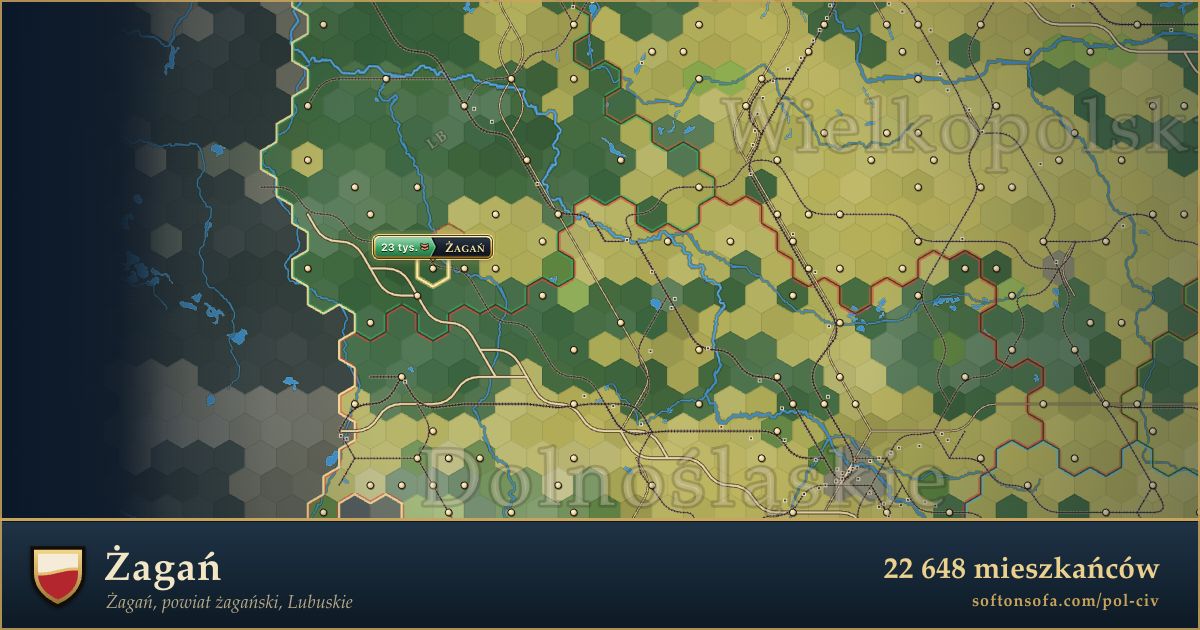 Wielkopolsk
LB
23 tys. Żagań
Dolnośląskie
Żagań
Żagań, powiat żagański, Lubuskie
22 648 mieszkańców
softonsofa.com/pol-civ